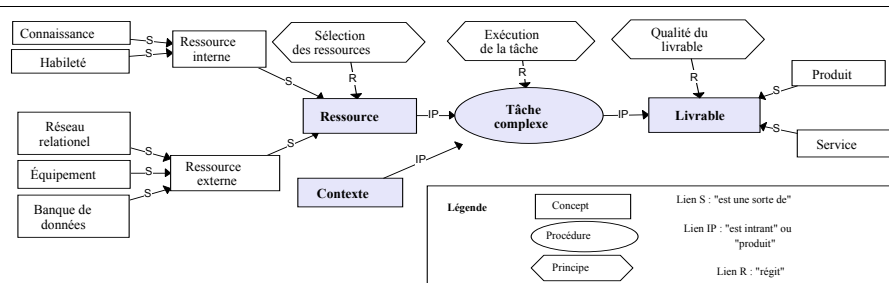 Connaissance
Habileté
S
S
Ressource
interne
Sélection
des ressources
Exécution
de la tâche
Qualité du
livrable
S
R
R
R
Produit
Réseau
relationel
Équipement
Banque de
données
S
S
S
Ressource
externe
S
Ressource
IP
Tâche
complexe
IP
Livrable
S
S
Service
Contexte
IP
Légende
Concept
Procédure
Principe
Lien S : "est une sorte de"
Lien IP : "est intrant" ou
"produit"
Lien R : "régit"